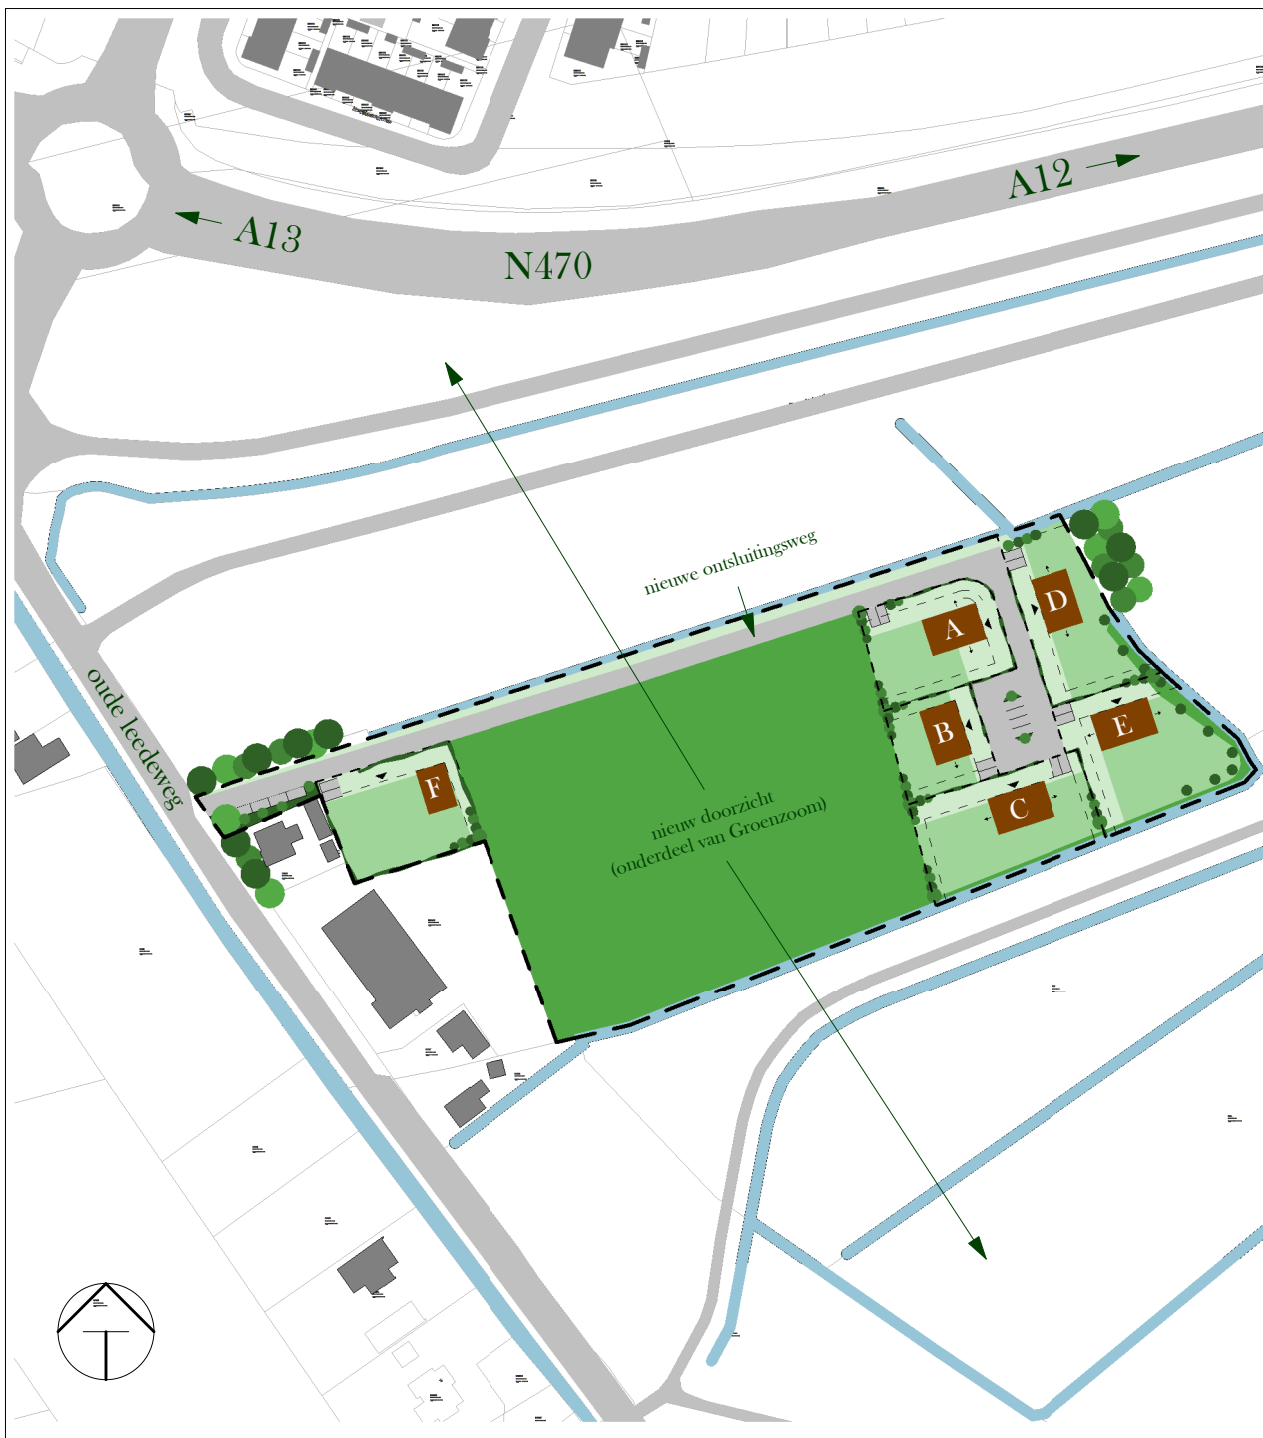 A12
A13
N470
nieuwe ontsluitingsweg
D
A
oude leedeweg
B
E
F
C
nieuw doorzicht
(onderdeel van Groenzoom)